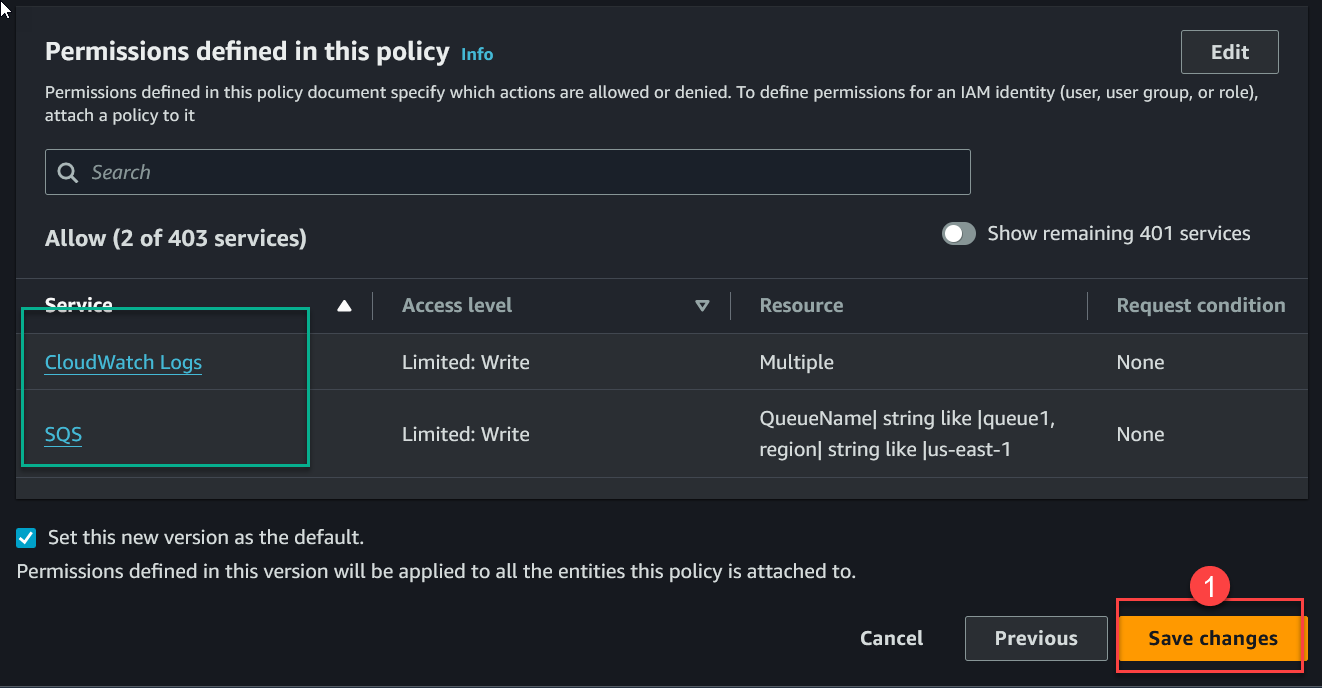 Permissions defined in this policy Info
Edit
Permissions defined in this policy document specify which actions are allowed or denied. To define permissions for an IAM identity (user, user group, or role),
attach a policy to it
Search
Allow (2 of 403 services)
Show remaining 401 services
Service
Access level
Resource
Request condition
CloudWatch Logs
Limited: Write
Multiple
None
SQS
Limited: Write
QueueName| string like |queue1,
region| string like |us-east-1
None
Set this new version as the default.
Permissions defined in this version will be applied to all the entities this policy is attached to.
1
Cancel
Previous
Save changes